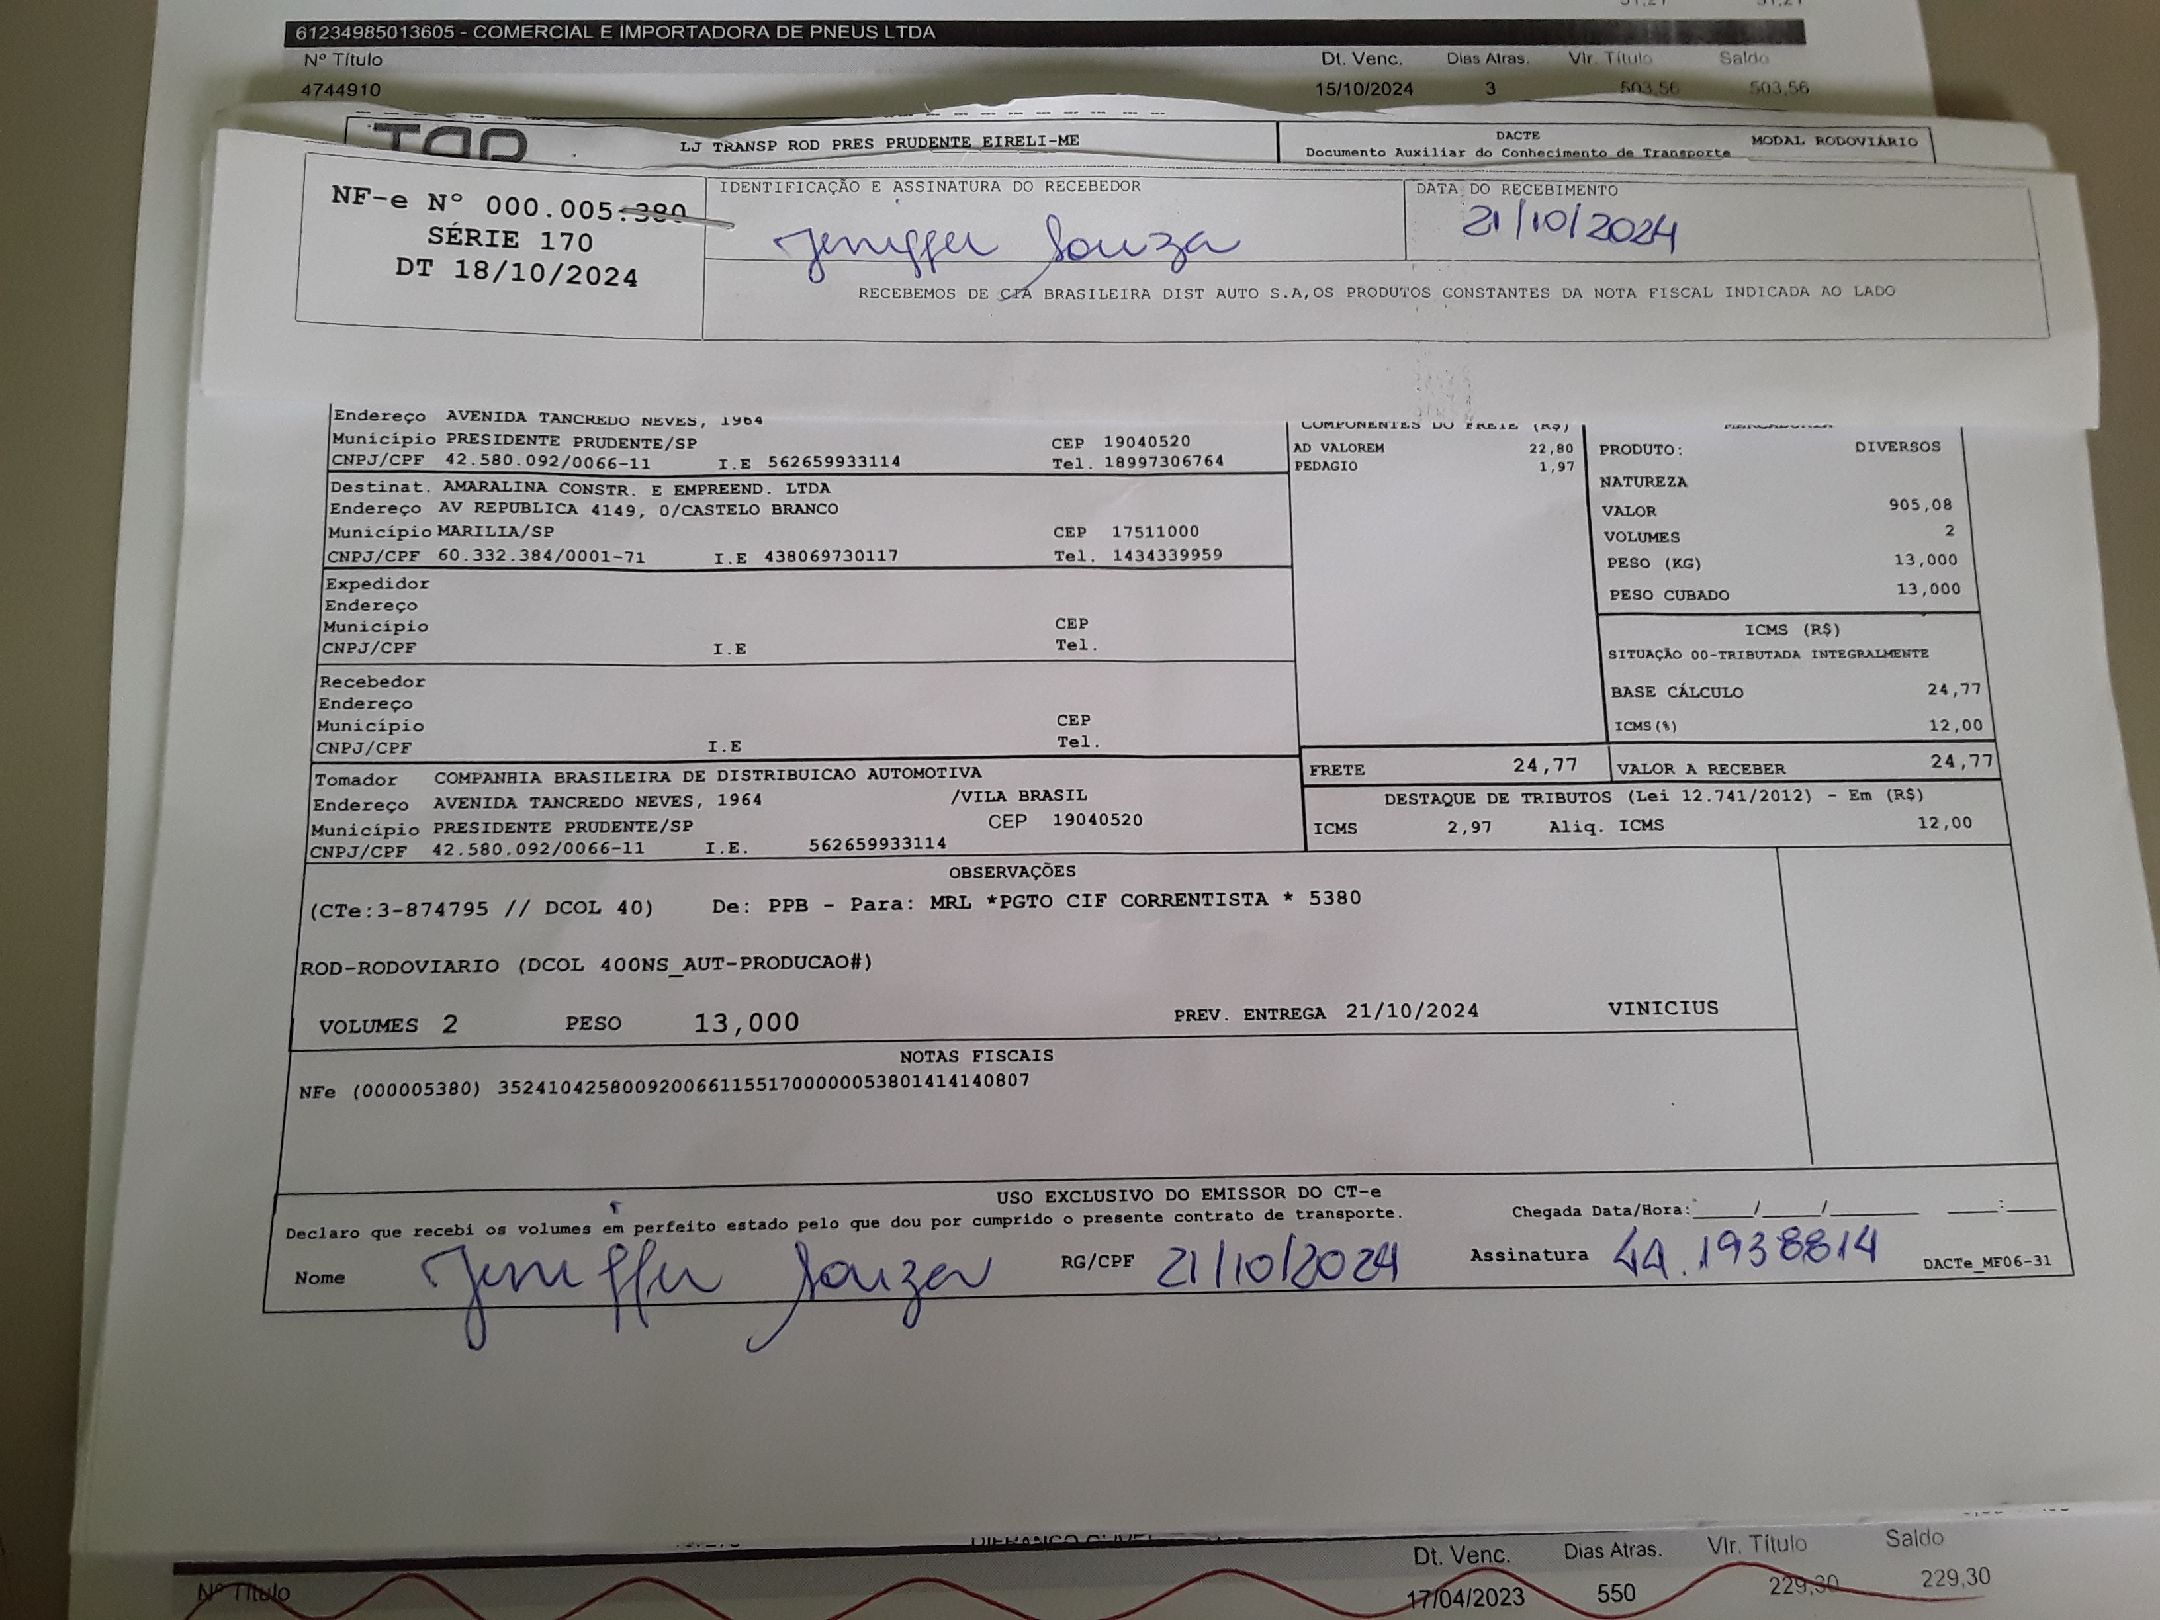 61234985013605 - COMERCIAL E IMPORTADORA DE PNEUS LTDA
Nº Título Dt. Venc. Dias Atras. Vlr. Título Saldo
4744910 15/10/2024 3 503,56 503,56
LJ TRANSP ROD PRES PRUDENTE EIRELI-ME
DACTE MODAL RODOVIÁRIO
Documento Auxiliar do Conhecimento de Transporte
NF-e Nº 000.005.380
SÉRIE 170
DT 18/10/2024
IDENTIFICAÇÃO E ASSINATURA DO RECEBEDOR
Jeniffer Souza
DATA DO RECEBIMENTO
21/10/2024
RECEBEMOS DE CIA BRASILEIRA DIST AUTO S.A,OS PRODUTOS CONSTANTES DA NOTA FISCAL INDICADA AO LADO
Endereço AVENIDA TANCREDO NEVES, 1964
Município PRESIDENTE PRUDENTE/SP CEP 19040520
CNPJ/CPF 42.580.092/0066-11 I.E 562659933114 Tel. 18997306764
Destinat. AMARALINA CONSTR. E EMPREEND. LTDA
Endereço AV REPUBLICA 4149, 0/CASTELO BRANCO
Município MARILIA/SP CEP 17511000
CNPJ/CPF 60.332.384/0001-71 I.E 438069730117 Tel. 1434339959
Expedidor
Endereço
Município CEP
CNPJ/CPF I.E Tel.
Recebedor
Endereço
Município CEP
CNPJ/CPF I.E Tel.
Tomador COMPANHIA BRASILEIRA DE DISTRIBUICAO AUTOMOTIVA
Endereço AVENIDA TANCREDO NEVES, 1964 /VILA BRASIL
Município PRESIDENTE PRUDENTE/SP CEP 19040520
CNPJ/CPF 42.580.092/0066-11 I.E. 562659933114
COMPONENTES DO FRETE (R$)
AD VALOREM 22,80
PEDAGIO 1,97
MERCADORIA
PRODUTO: DIVERSOS
NATUREZA
VALOR 905,08
VOLUMES 2
PESO (KG) 13,000
PESO CUBADO 13,000
ICMS (R$)
SITUAÇÃO 00-TRIBUTADA INTEGRALMENTE
BASE CÁLCULO 24,77
ICMS(%) 12,00
FRETE 24,77 VALOR A RECEBER 24,77
DESTAQUE DE TRIBUTOS (Lei 12.741/2012) - Em (R$)
ICMS 2,97 Aliq. ICMS 12,00
OBSERVAÇÕES
(CTe:3-874795 // DCOL 40) De: PPB - Para: MRL *PGTO CIF CORRENTISTA * 5380
ROD-RODOVIARIO (DCOL 400NS_AUT-PRODUCAO#)
VOLUMES 2 PESO 13,000 PREV. ENTREGA 21/10/2024 VINICIUS
NOTAS FISCAIS
NFe (000005380) 35241042580092006611551700000053801414140807
USO EXCLUSIVO DO EMISSOR DO CT-e
Declaro que recebi os volumes em perfeito estado pelo que dou por cumprido o presente contrato de transporte. Chegada Data/Hora:_____/_____/________ ____:____
Nome Jeniffer Souza RG/CPF 21/10/2024 Assinatura 44.1938814 DACTe_MF06-31
Nº Título Dt. Venc. Dias Atras. Vlr. Título Saldo
17/04/2023 550 229,30 229,30